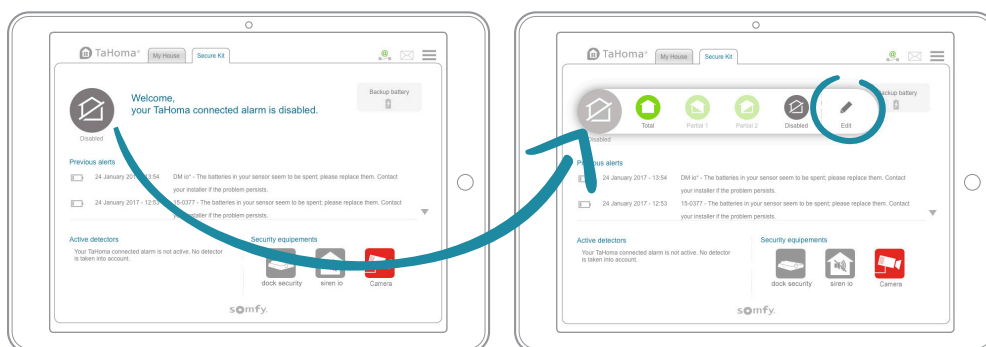 TaHoma®
My House
Secure Kit
@
Welcome,
your TaHoma connected alarm is disabled.
Backup battery
Disabled
Previous alerts
24 January 2017 - 13:54 DM io* - The batteries in your sensor seem to be spent; please replace them. Contact
your installer if the problem persists.
24 January 2017 - 12:53 15-0377 - The batteries in your sensor seem to be spent; please replace them. Contact
your installer if the problem persists.
Active detectors
Your TaHoma connected alarm is not active. No detector
is taken into account.
Security equipements
dock security
siren io
Camera
somfy.
TaHoma®
My House
Secure Kit
@
Backup battery
Total
Partial 1
Partial 2
Disabled
Edit
Disabled
Previous alerts
24 January 2017 - 13:54 DM io* - The batteries in your sensor seem to be spent; please replace them. Contact
your installer if the problem persists.
24 January 2017 - 12:53 15-0377 - The batteries in your sensor seem to be spent; please replace them. Contact
your installer if the problem persists.
Active detectors
Your TaHoma connected alarm is not active. No detector
is taken into account.
Security equipements
dock security
siren io
Camera
somfy.